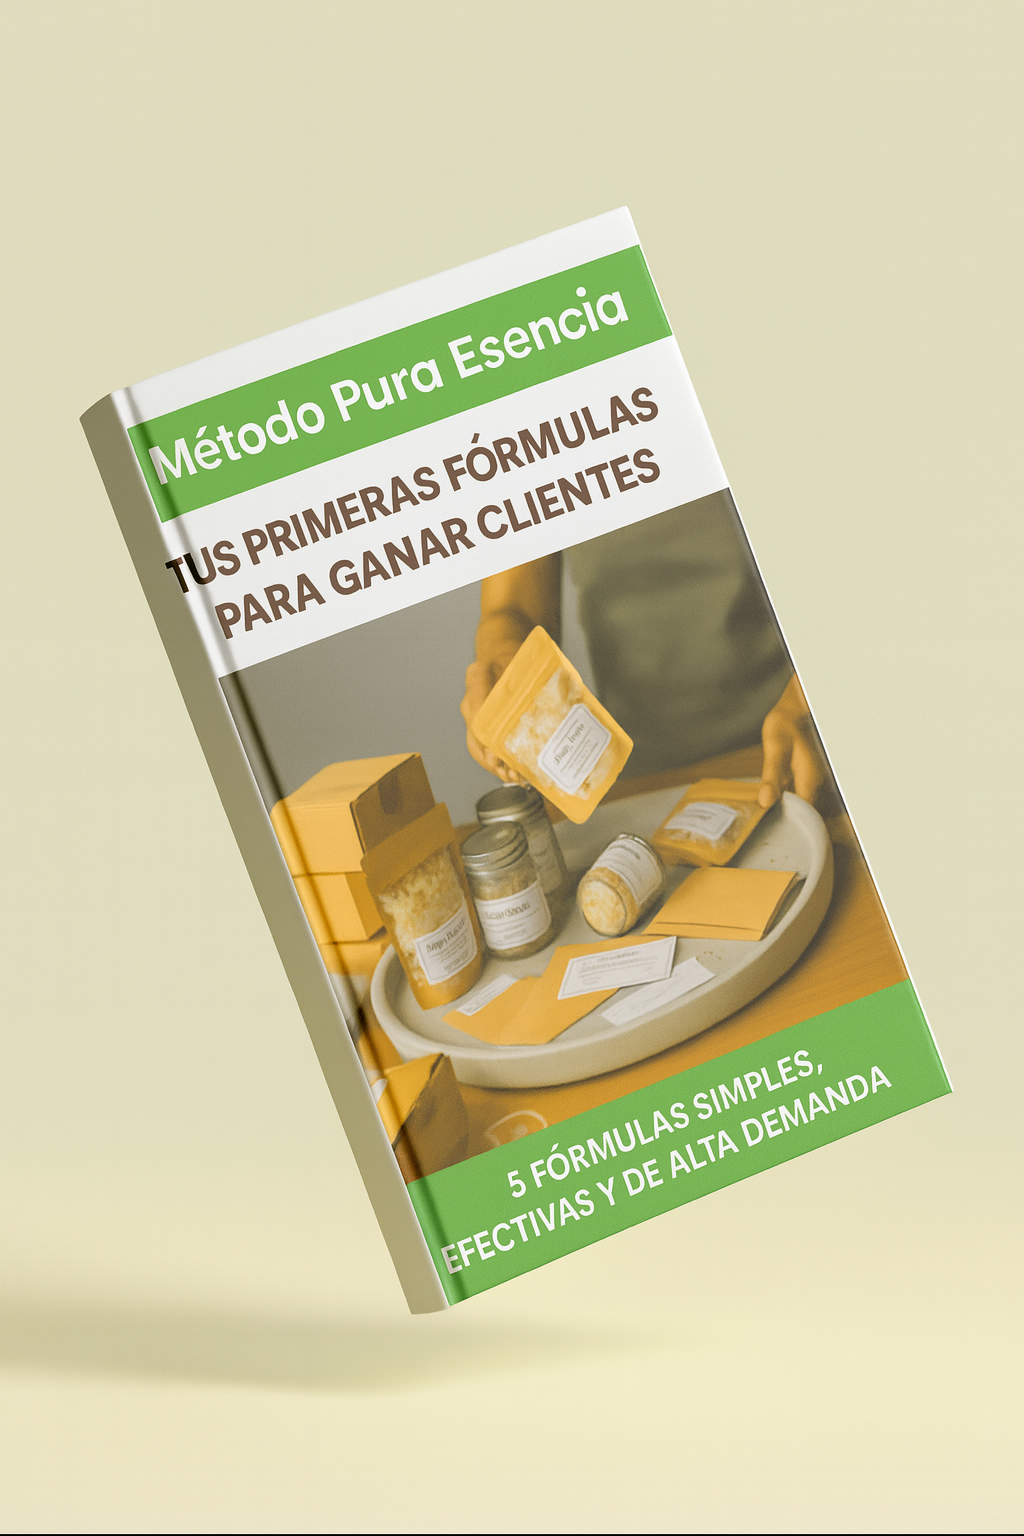 Método Pura Esencia
TUS PRIMERAS FÓRMULAS
PARA GANAR CLIENTES
5 FÓRMULAS SIMPLES,
EFECTIVAS Y DE ALTA DEMANDA